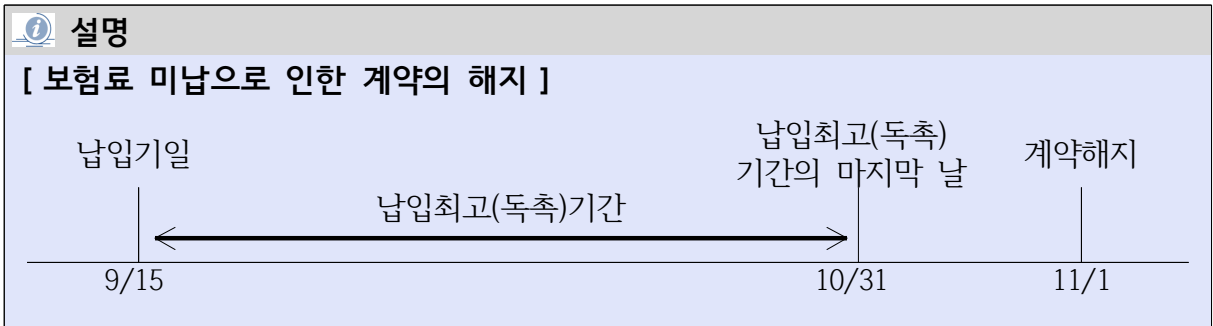 설명
[ 보험료 미납으로 인한 계약의 해지 ]
납입기일
납입최고(독촉)
기간의 마지막 날
계약해지
납입최고(독촉)기간
9/15
10/31
11/1